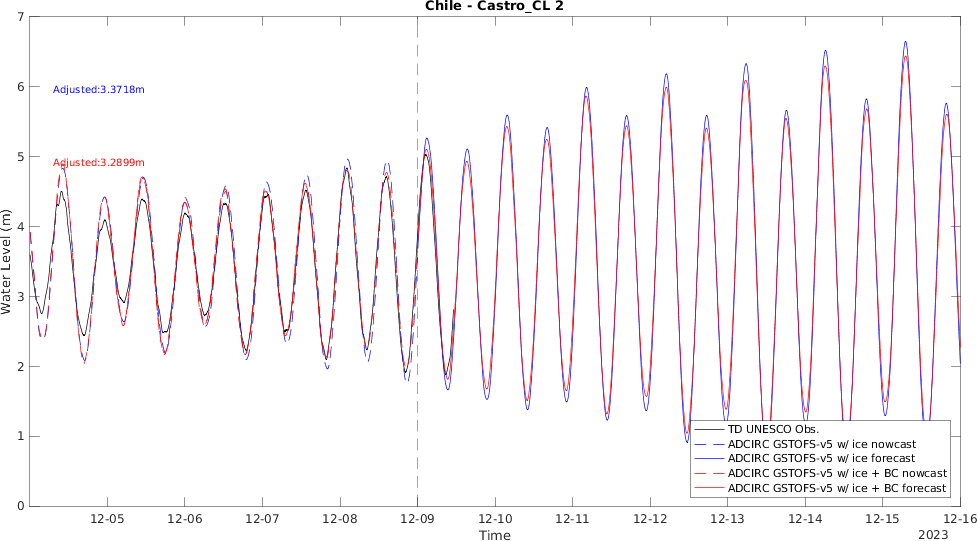 Chile - Castro_CL 2
7
6
5
4
3
2
1
0
Water Level (m)
Adjusted:3.3718m
Adjusted:3.2899m
TD UNESCO Obs.
ADCIRC GSTOFS-v5 w/ ice nowcast
ADCIRC GSTOFS-v5 w/ ice forecast
ADCIRC GSTOFS-v5 w/ ice + BC nowcast
ADCIRC GSTOFS-v5 w/ ice + BC forecast
12-05 12-06 12-07 12-08 12-09 12-10 12-11 12-12 12-13 12-14 12-15 12-16
Time
2023